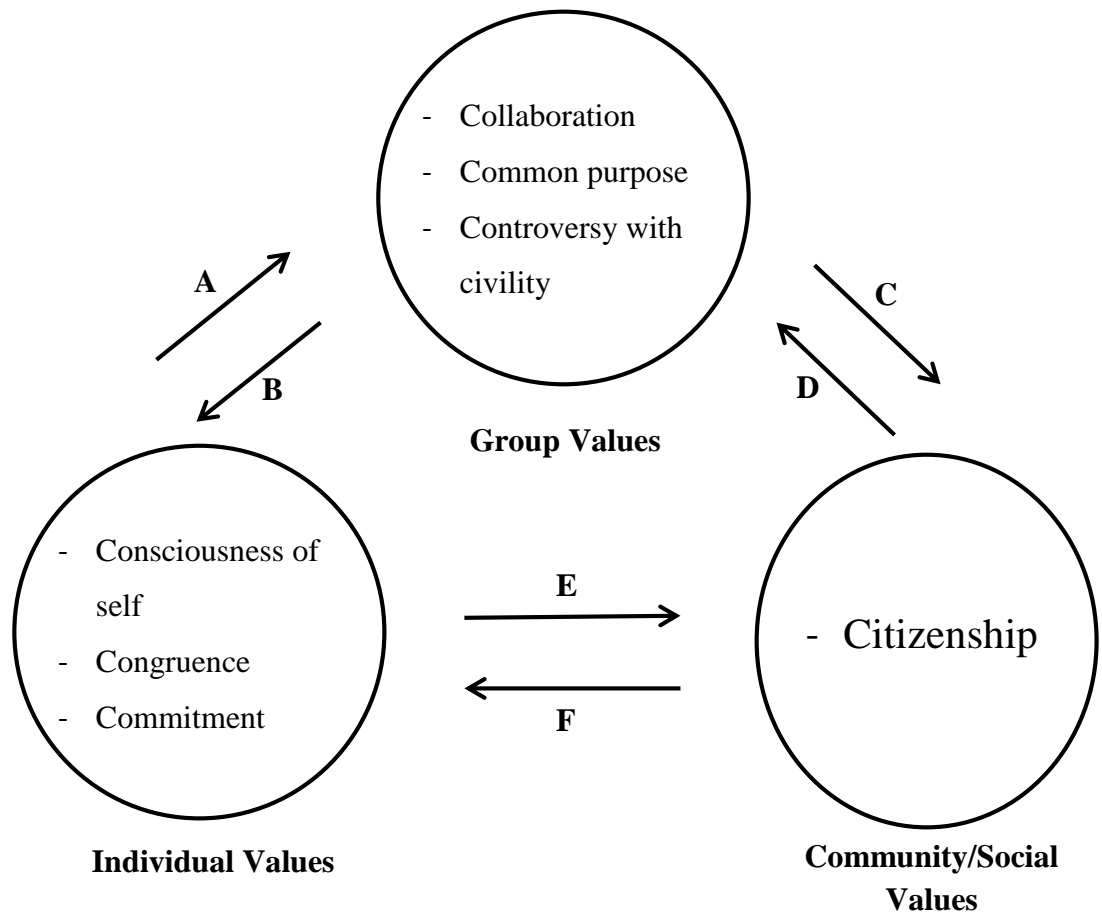 - Collaboration
- Common purpose
- Controversy with
civility
A
B
C
D
Group Values
- Consciousness of
self
- Congruence
- Commitment
E
F
- Citizenship
Individual Values
Community/Social
Values